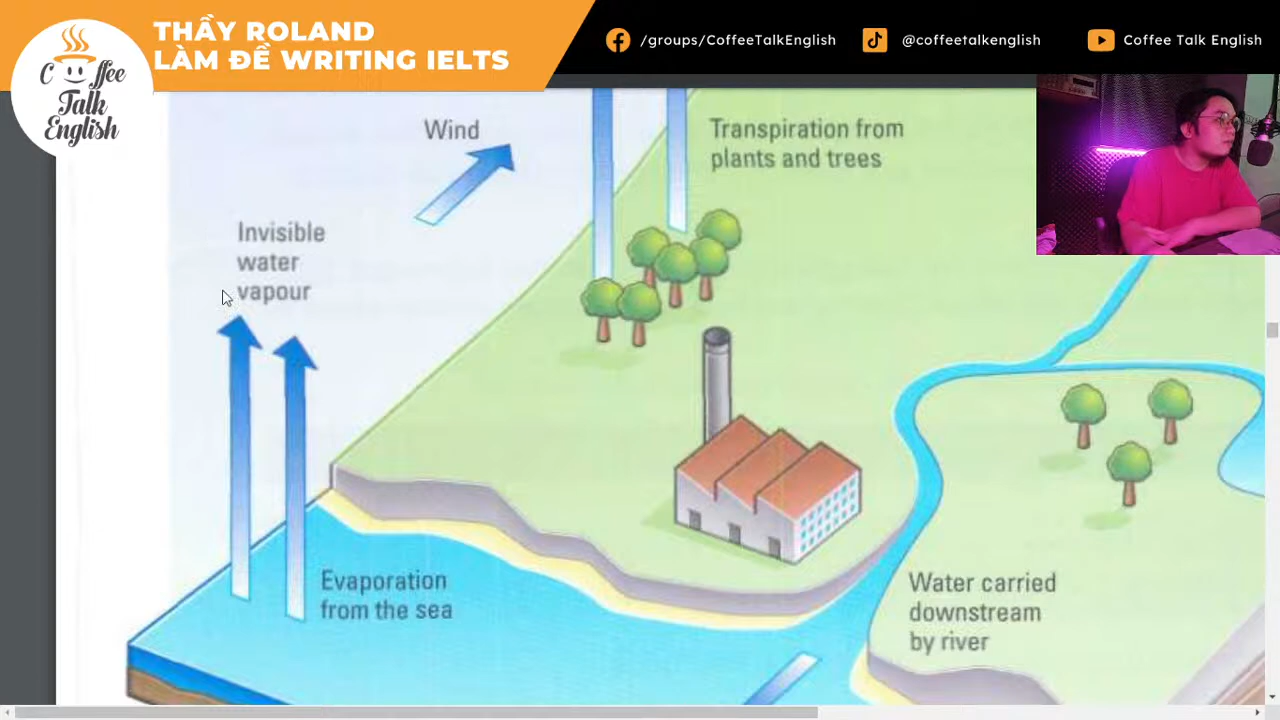 THẦY ROLAND
LÀM ĐỀ WRITING IELTS
/groups/CoffeeTalkEnglish
@coffeetalkenglish
Coffee Talk English
Coffee
Talk
English
Wind
Transpiration from
plants and trees
Invisible
water
vapour
Evaporation
from the sea
Water carried
downstream
by river